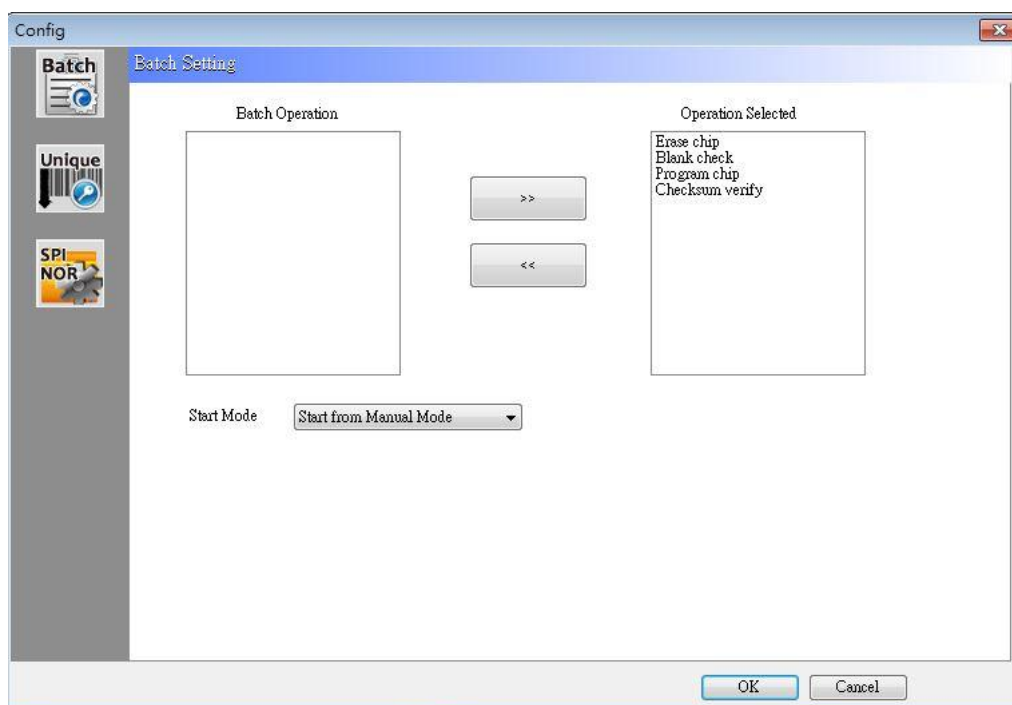 Config
Batch
Batch Setting
Batch Operation
Operation Selected
Erase chip
Blank check
Program chip
Checksum verify
Unique
>>
<<
SPI
NOR
Start Mode
Start from Manual Mode
OK
Cancel